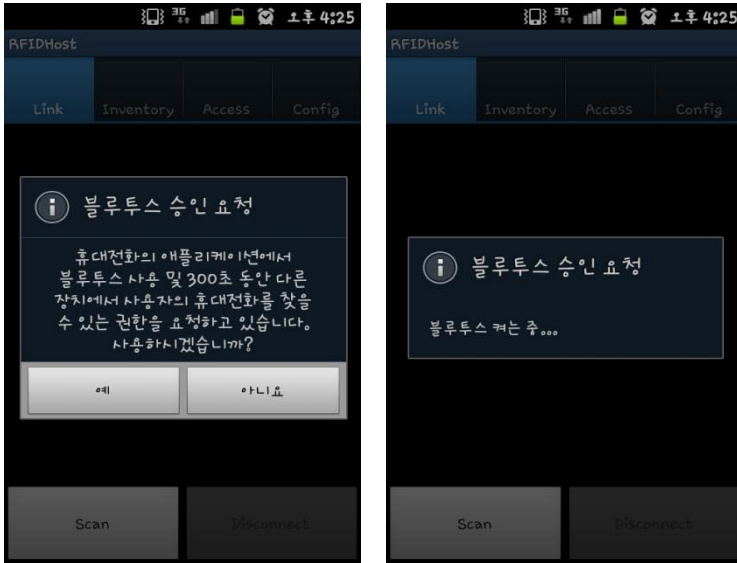 3G 오후 4:25
RFIDHost
Link Inventory Access Config
블루투스 승인 요청
휴대전화의 애플리케이션에서
블루투스 사용 및 300초 동안 다른
장치에서 사용자의 휴대전화를 찾을
수 있는 권한을 요청하고 있습니다.
사용하시겠습니까?
예 아니요
Scan Disconnect
3G 오후 4:25
RFIDHost
Link Inventory Access Config
블루투스 승인 요청
블루투스 켜는 중...
Scan Disconnect